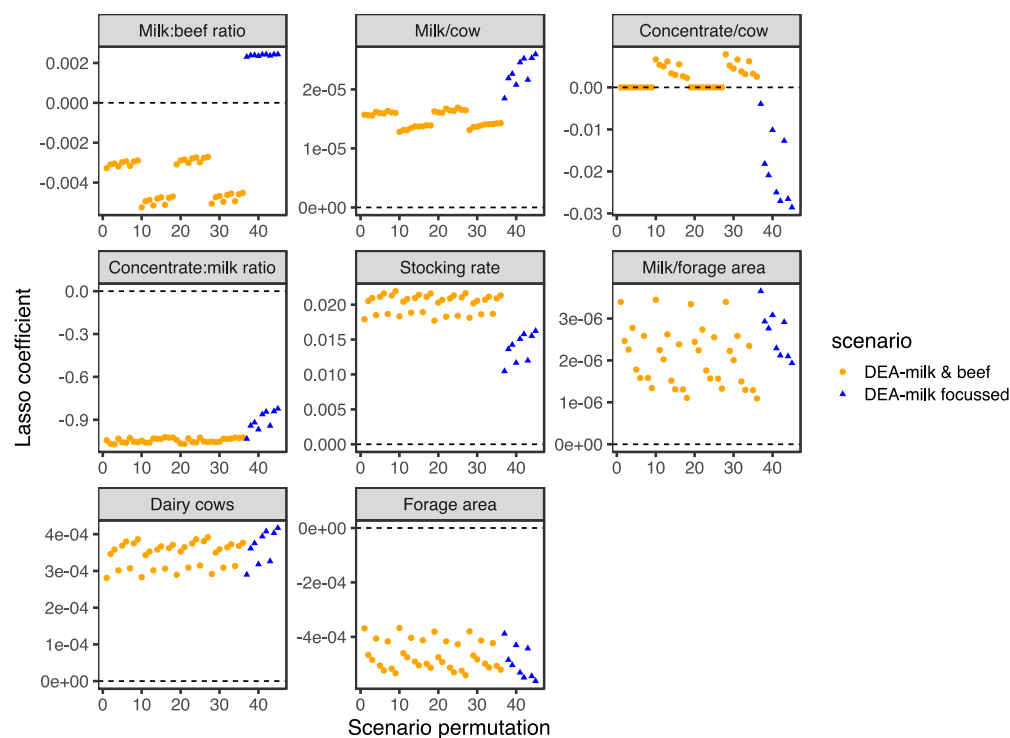 Milk:beef ratio
Milk/cow
Concentrate/cow
0.002
0.000
-0.002
-0.004
0 10 20 30 40
2e-05
1e-05
0e+00
0 10 20 30 40
0.00
-0.01
-0.02
-0.03
0 10 20 30 40
Concentrate:milk ratio
Stocking rate
Milk/forage area
0.0
-0.3
-0.6
-0.9
0 10 20 30 40
0.020
0.015
0.010
0.005
0.000
0 10 20 30 40
3e-06
2e-06
1e-06
0e+00
0 10 20 30 40
Dairy cows
Forage area
4e-04
3e-04
2e-04
1e-04
0e+00
0 10 20 30 40
0e+00
-2e-04
-4e-04
0 10 20 30 40
Lasso coefficient
Scenario permutation
scenario
DEA-milk & beef
DEA-milk focussed